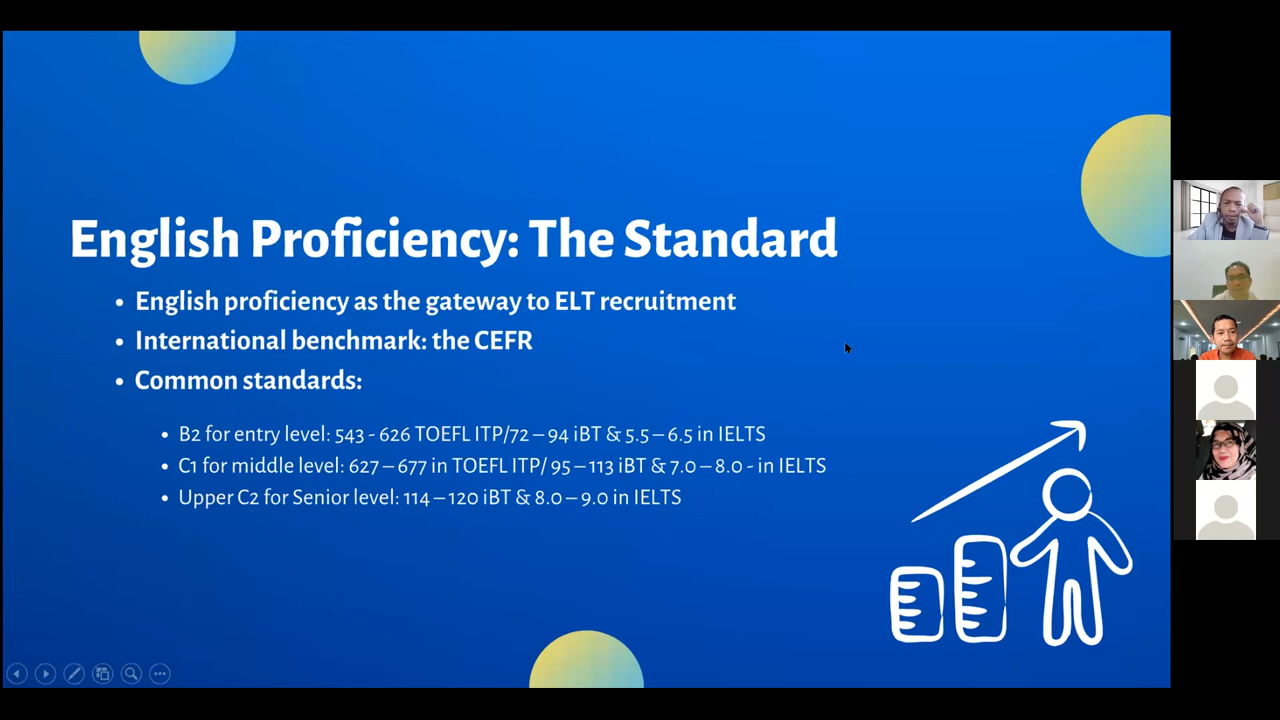 English Proficiency: The Standard
• English proficiency as the gateway to ELT recruitment
• International benchmark: the CEFR
• Common standards:
• B2 for entry level: 543 - 626 TOEFL ITP/72 – 94 iBT & 5.5 – 6.5 in IELTS
• C1 for middle level: 627 – 677 in TOEFL ITP/ 95 – 113 iBT & 7.0 – 8.0 - in IELTS
• Upper C2 for Senior level: 114 – 120 iBT & 8.0 – 9.0 in IELTS